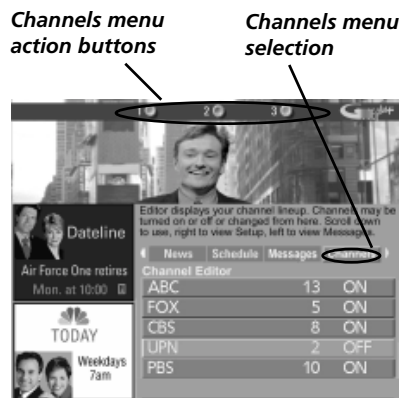 Channels menu
action buttons
Channels menu
selection
1 2 3
Editor displays your channel lineup. Channels may be
turned on or off or changed from here. Scroll down
to use, right to view Setup, left to view Messages.
News Schedule Messages Channels
Dateline
Air Force One retires
Mon. at 10:00
TODAY
Weekdays
7am
Channel Editor
ABC 13 ON
FOX 5 ON
CBS 8 ON
UPN 2 OFF
PBS 10 ON